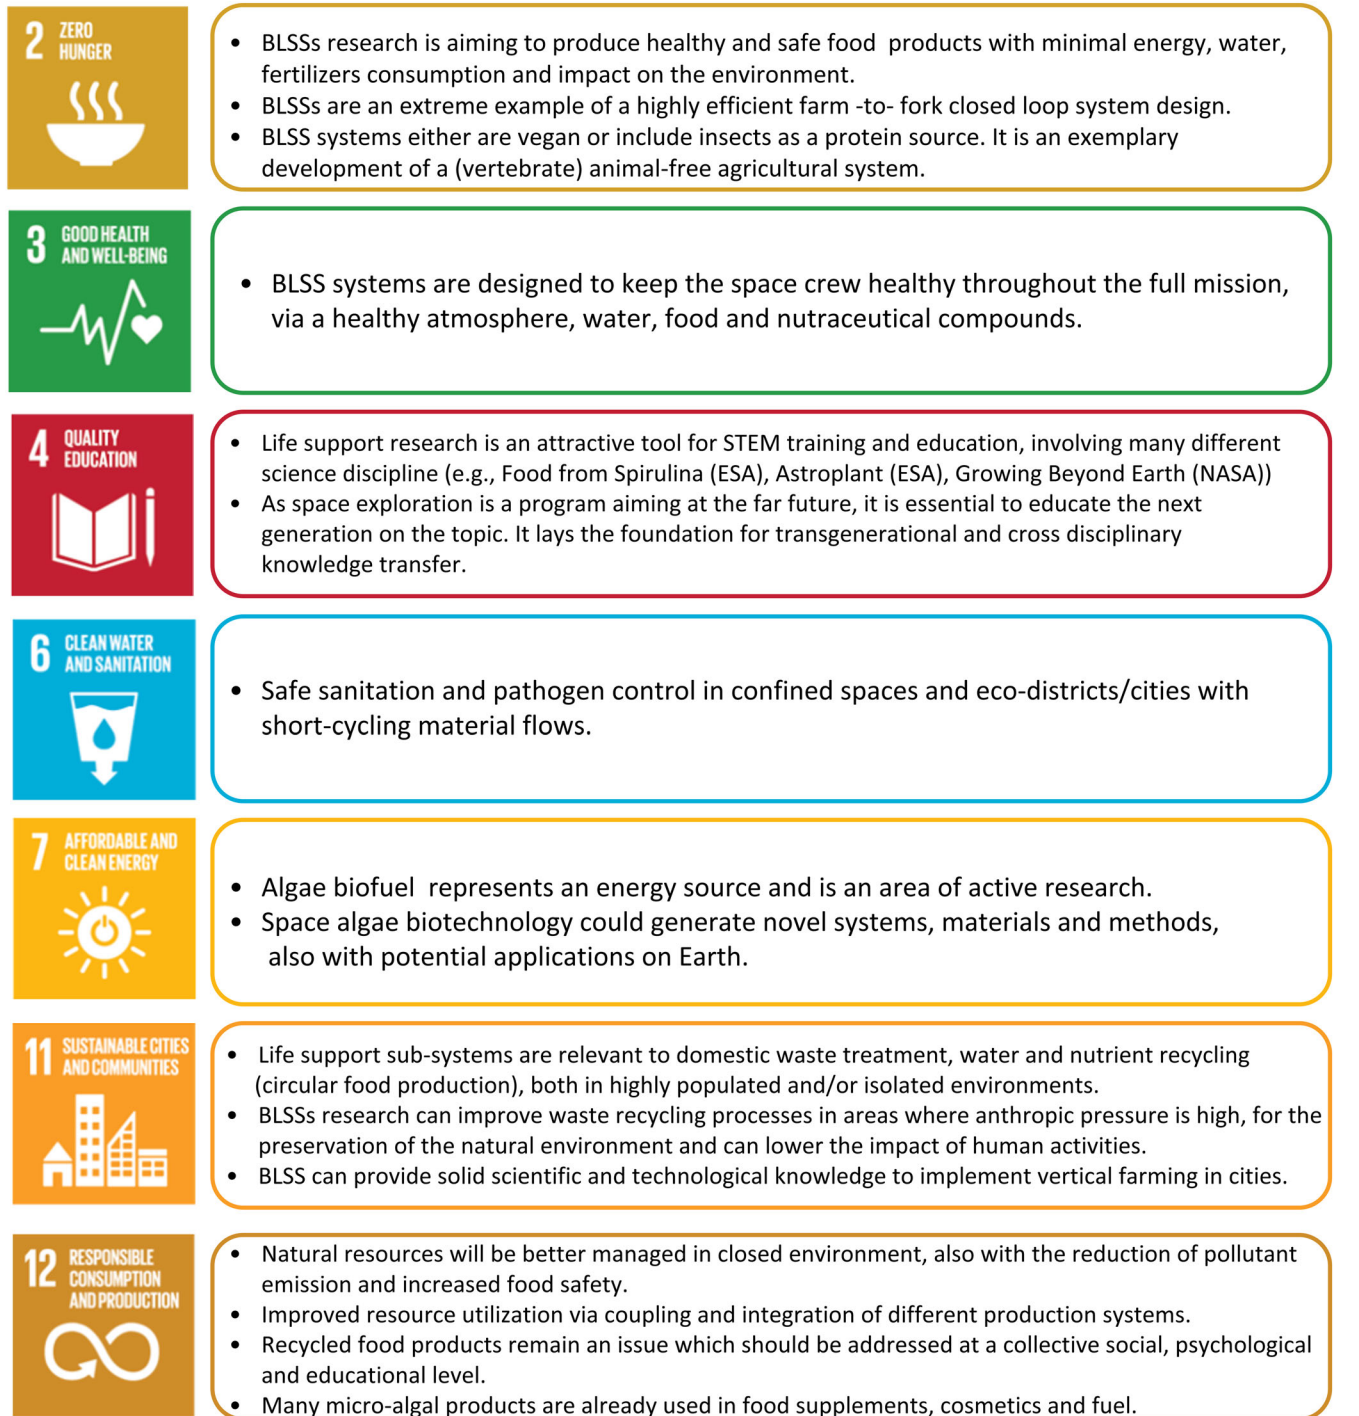 2 ZERO
HUNGER
• BLSSs research is aiming to produce healthy and safe food  products with minimal energy, water,
fertilizers consumption and impact on the environment.
• BLSSs are an extreme example of a highly efficient farm -to- fork closed loop system design.
• BLSS systems either are vegan or include insects as a protein source. It is an exemplary
development of a (vertebrate) animal-free agricultural system.
3 GOOD HEALTH
AND WELL-BEING
• BLSS systems are designed to keep the space crew healthy throughout the full mission,
via a healthy atmosphere, water, food and nutraceutical compounds.
4 QUALITY
EDUCATION
• Life support research is an attractive tool for STEM training and education, involving many different
science discipline (e.g., Food from Spirulina (ESA), Astroplant (ESA), Growing Beyond Earth (NASA))
• As space exploration is a program aiming at the far future, it is essential to educate the next
generation on the topic. It lays the foundation for transgenerational and cross disciplinary
knowledge transfer.
6 CLEAN WATER
AND SANITATION
• Safe sanitation and pathogen control in confined spaces and eco-districts/cities with
short-cycling material flows.
7 AFFORDABLE AND
CLEAN ENERGY
• Algae biofuel  represents an energy source and is an area of active research.
• Space algae biotechnology could generate novel systems, materials and methods,
also with potential applications on Earth.
11 SUSTAINABLE CITIES
AND COMMUNITIES
• Life support sub-systems are relevant to domestic waste treatment, water and nutrient recycling
(circular food production), both in highly populated and/or isolated environments.
• BLSSs research can improve waste recycling processes in areas where anthropic pressure is high, for the
preservation of the natural environment and can lower the impact of human activities.
• BLSS can provide solid scientific and technological knowledge to implement vertical farming in cities.
12 RESPONSIBLE
CONSUMPTION
AND PRODUCTION
• Natural resources will be better managed in closed environment, also with the reduction of pollutant
emission and increased food safety.
• Improved resource utilization via coupling and integration of different production systems.
• Recycled food products remain an issue which should be addressed at a collective social, psychological
and educational level.
• Many micro-algal products are already used in food supplements, cosmetics and fuel.